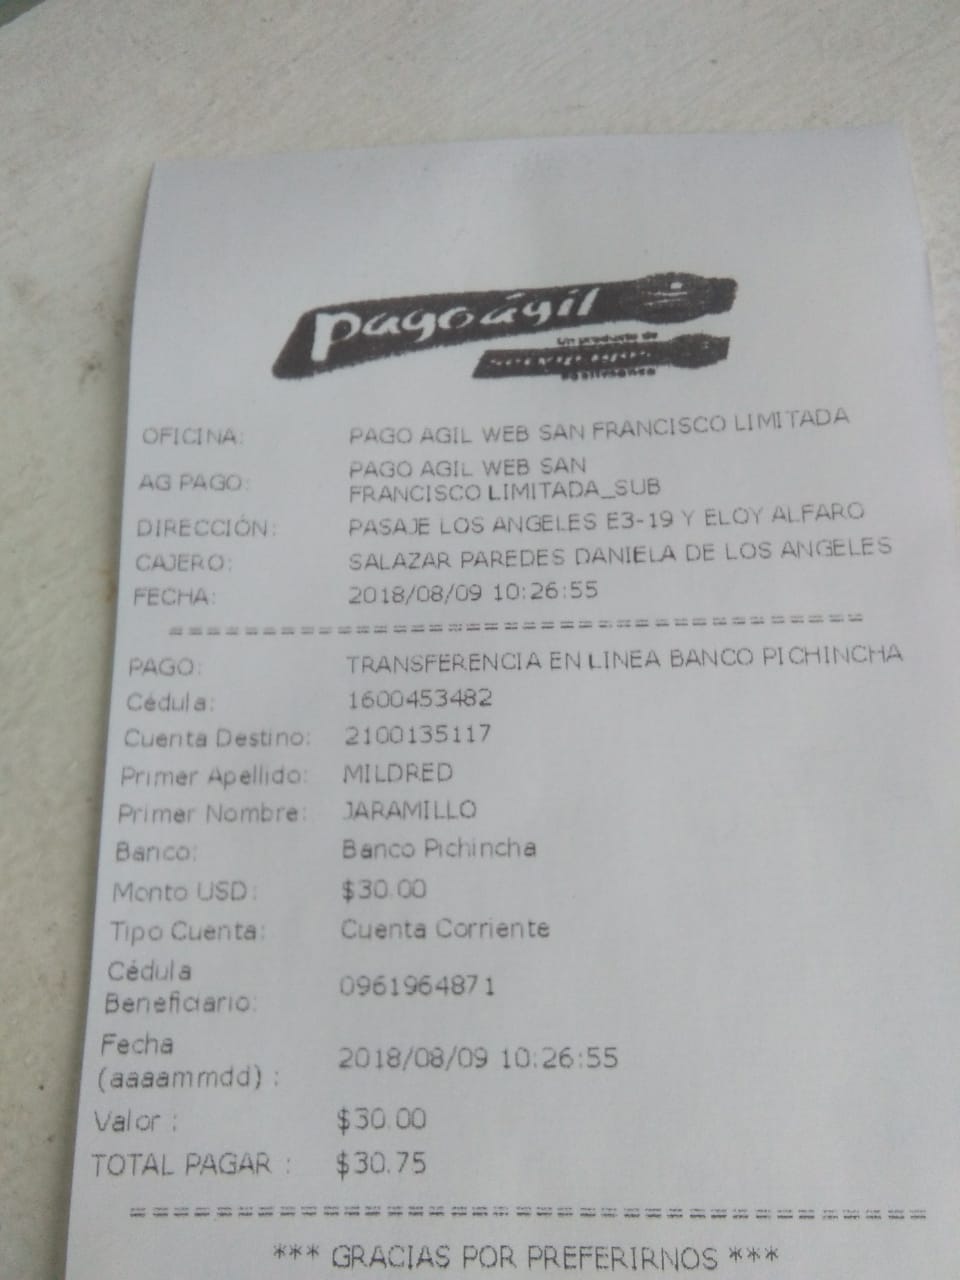 pagoágil
Un producto de
OFICINA: PAGO AGIL WEB SAN FRANCISCO LIMITADA
AG PAGO: PAGO AGIL WEB SAN
FRANCISCO LIMITADA_SUB
DIRECCIÓN: PASAJE LOS ANGELES E3-19 Y ELOY ALFARO
CAJERO: SALAZAR PAREDES DANIELA DE LOS ANGELES
FECHA: 2018/08/09 10:26:55
PAGO: TRANSFERENCIA EN LINEA BANCO PICHINCHA
Cédula: 1600453482
Cuenta Destino: 2100135117
Primer Apellido: MILDRED
Primer Nombre: JARAMILLO
Banco: Banco Pichincha
Monto USD: $30.00
Tipo Cuenta: Cuenta Corriente
Cédula
Beneficiario: 0961964871
Fecha
(aaaammdd) : 2018/08/09 10:26:55
Valor : $30.00
TOTAL PAGAR : $30.75
*** GRACIAS POR PREFERIRNOS ***